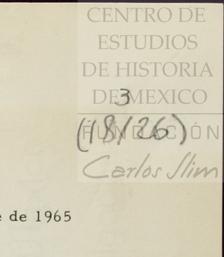 CENTRO DE
ESTUDIOS
DE HISTORIA
DE MEXICO
3
FUNDACIÓN
(18/26)
Carlos Slim
e de 1965